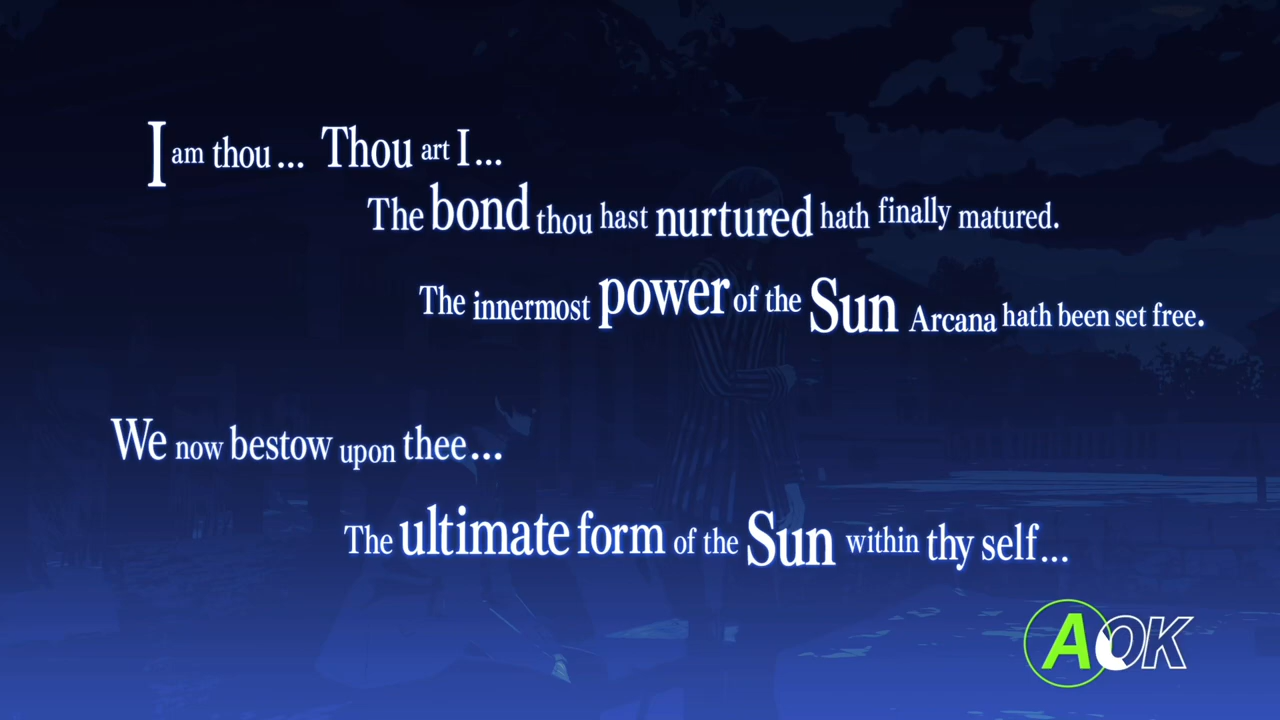 I am thou... Thou art I...
The bond thou hast nurtured hath finally matured.
The innermost power of the Sun Arcana hath been set free.
We now bestow upon thee...
The ultimate form of the Sun within thy self...
A OK